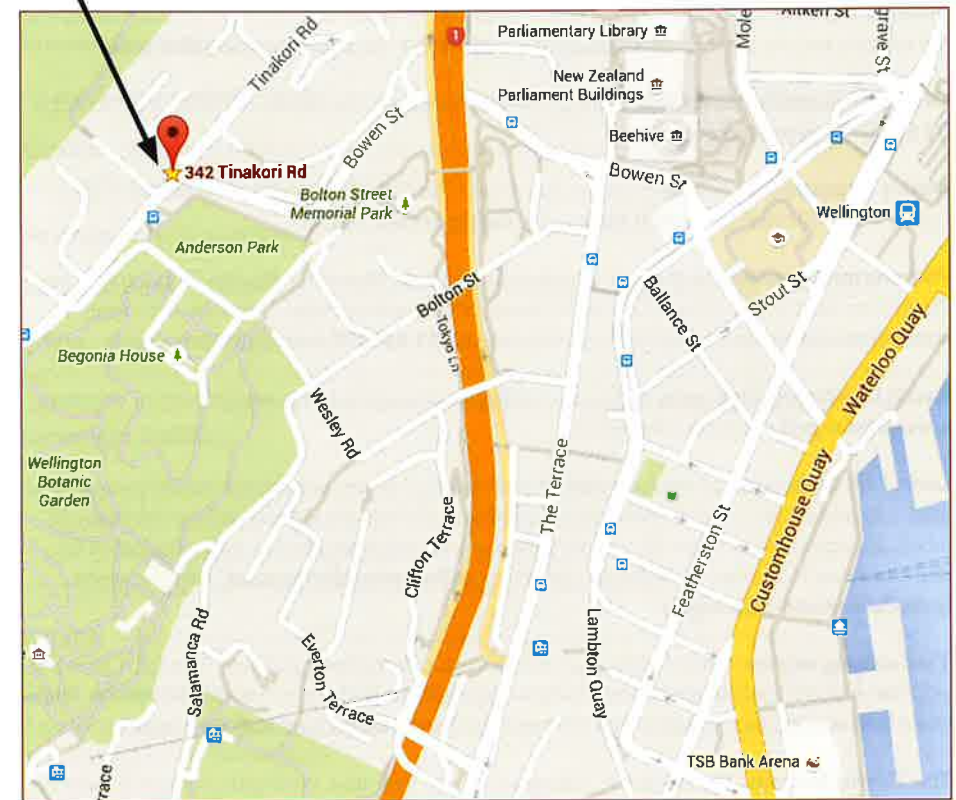 Aitken St
Mole
grave St
1
Parliamentary Library
New Zealand
Parliament Buildings
Beehive
Tinakori Rd
Bowen St
342 Tinakori Rd
Bolton Street
Memorial Park
Bowen St
Wellington
Anderson Park
Bolton St
Tokyo Ln
Ballance St
Stout St
Begonia House
Waterloo Quay
Wesley Rd
Wellington
Botanic
Garden
The Terrace
Clifton Terrace
Featherston St
Customhouse Quay
Salamanca Rd
Everton Terrace
Lambton Quay
TSB Bank Arena
rrace